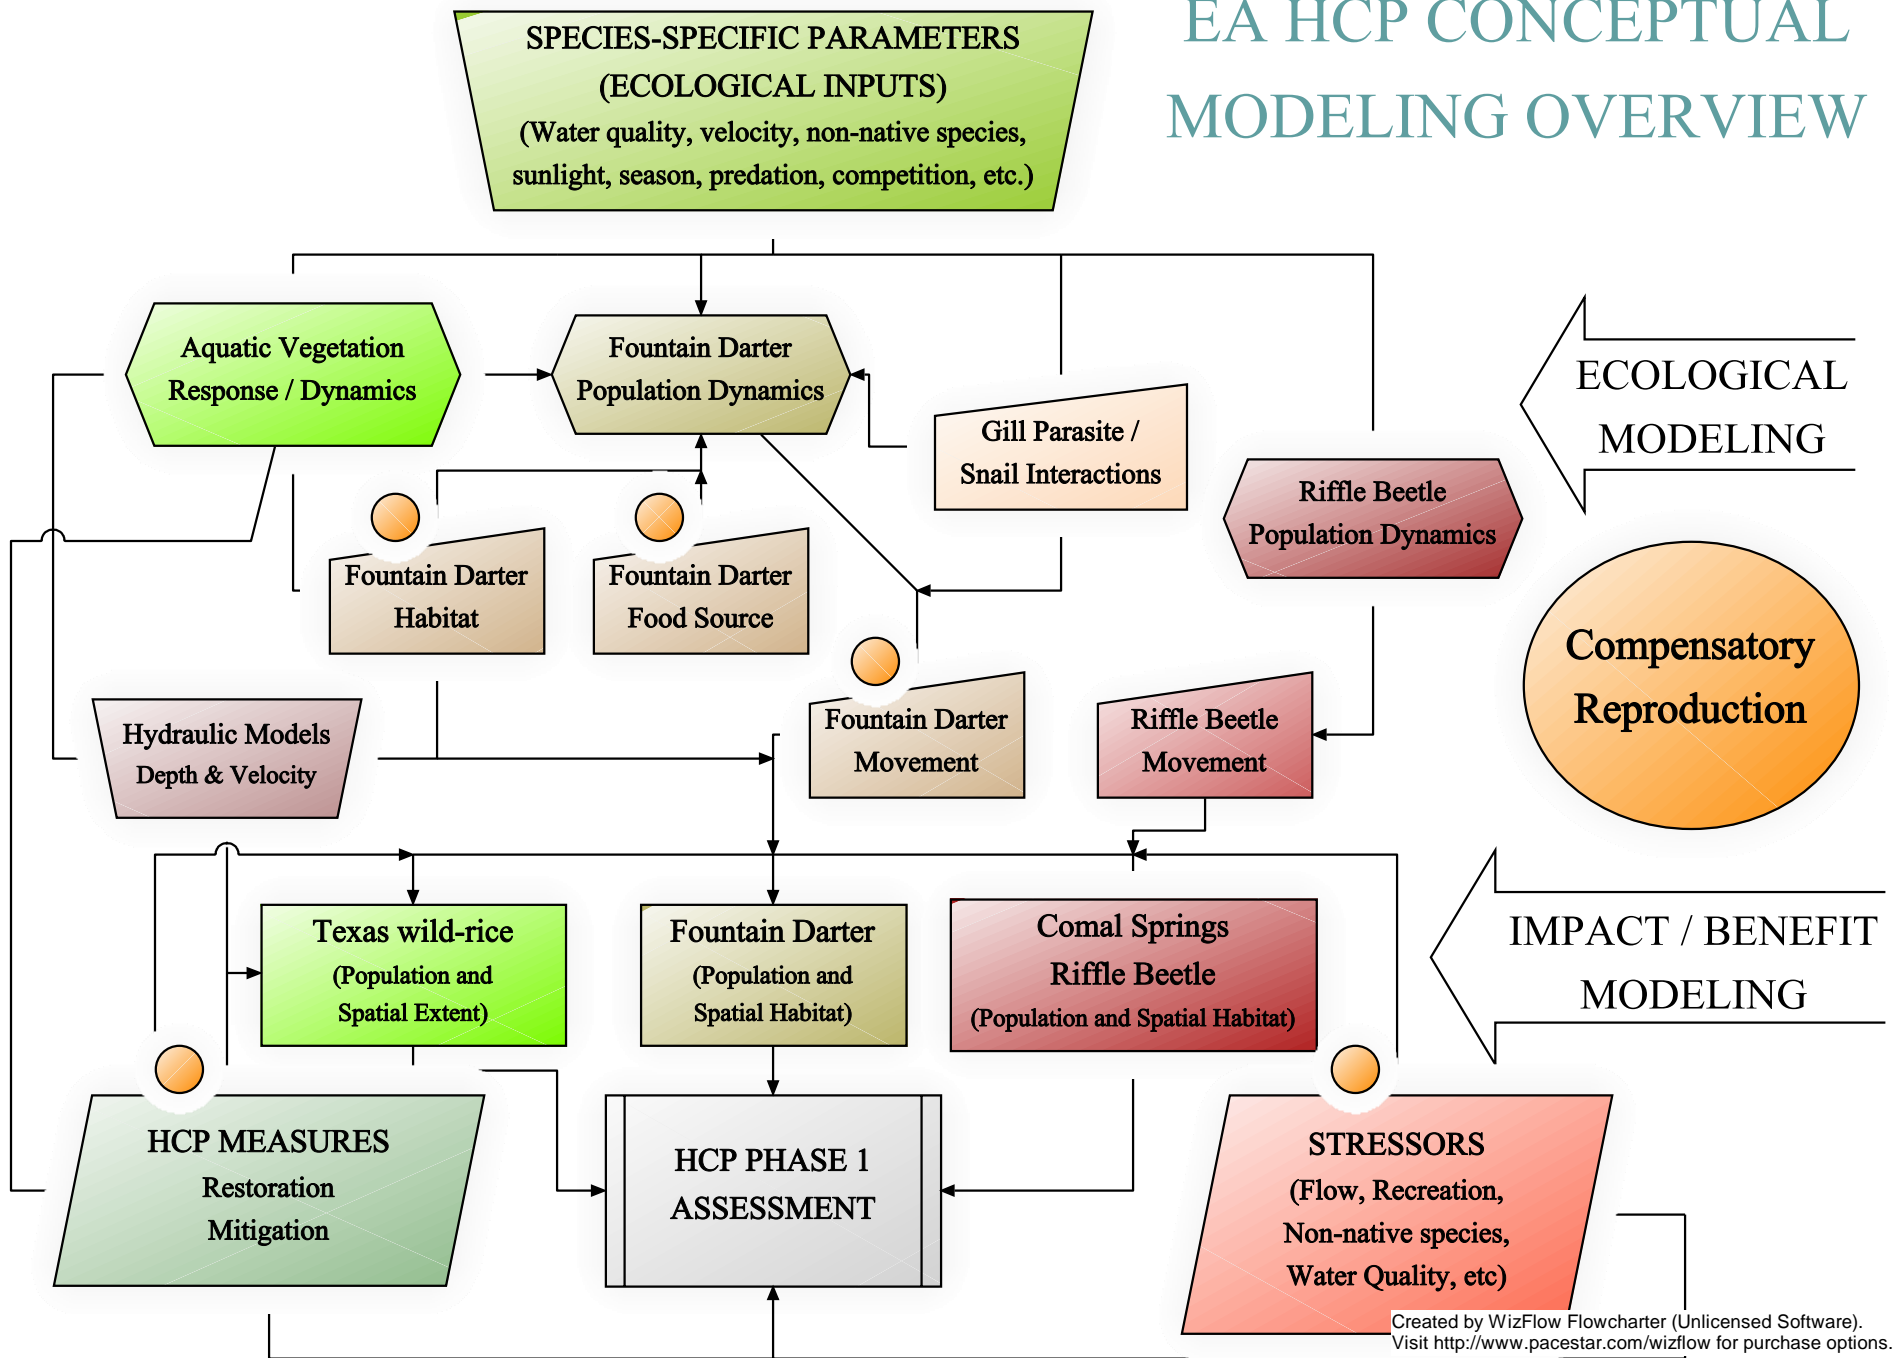 EA HCP CONCEPTUAL
MODELING OVERVIEW
SPECIES-SPECIFIC PARAMETERS
(ECOLOGICAL INPUTS)
(Water quality, velocity, non-native species,
sunlight, season, predation, competition, etc.)
Aquatic Vegetation
Response / Dynamics
Fountain Darter
Population Dynamics
Gill Parasite /
Snail Interactions
Riffle Beetle
Population Dynamics
ECOLOGICAL
MODELING
Fountain Darter
Habitat
Fountain Darter
Food Source
Compensatory
Reproduction
Hydraulic Models
Depth & Velocity
Fountain Darter
Movement
Riffle Beetle
Movement
Texas wild-rice
(Population and
Spatial Extent)
Fountain Darter
(Population and
Spatial Habitat)
Comal Springs
Riffle Beetle
(Population and Spatial Habitat)
IMPACT / BENEFIT
MODELING
HCP MEASURES
Restoration
Mitigation
HCP PHASE 1
ASSESSMENT
STRESSORS
(Flow, Recreation,
Non-native species,
Water Quality, etc)
Created by WizFlow Flowcharter (Unlicensed Software).
Visit http://www.pacestar.com/wizflow for purchase options.